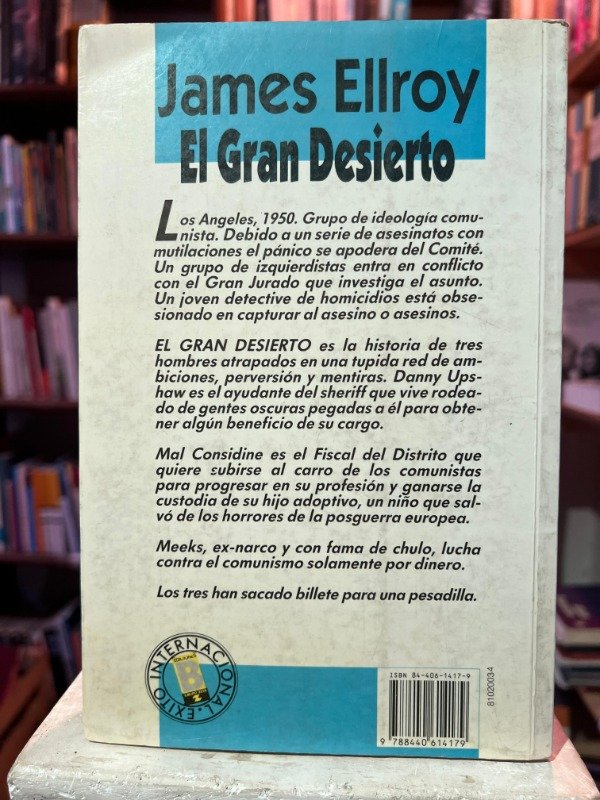 James Ellroy
El Gran Desierto
Los Angeles, 1950. Grupo de ideología comu-
nista. Debido a un serie de asesinatos con
mutilaciones el pánico se apodera del Comité.
Un grupo de izquierdistas entra en conflicto
con el Gran Jurado que investiga el asunto.
Un joven detective de homicidios está obse-
sionado en capturar al asesino o asesinos.
EL GRAN DESIERTO es la historia de tres
hombres atrapados en una tupida red de am-
biciones, perversión y mentiras. Danny Ups-
haw es el ayudante del sheriff que vive rodea-
do de gentes oscuras pegadas a él para obte-
ner algún beneficio de su cargo.
Mal Considine es el Fiscal del Distrito que
quiere subirse al carro de los comunistas
para progresar en su profesión y ganarse la
custodia de su hijo adoptivo, un niño que sal-
vó de los horrores de la posguerra europea.
Meeks, ex-narco y con fama de chulo, lucha
contra el comunismo solamente por dinero.
Los tres han sacado billete para una pesadilla.
EXITO INTERNACIONAL
B
ISBN 84-406-1417-9
9 788440 614179
81020034